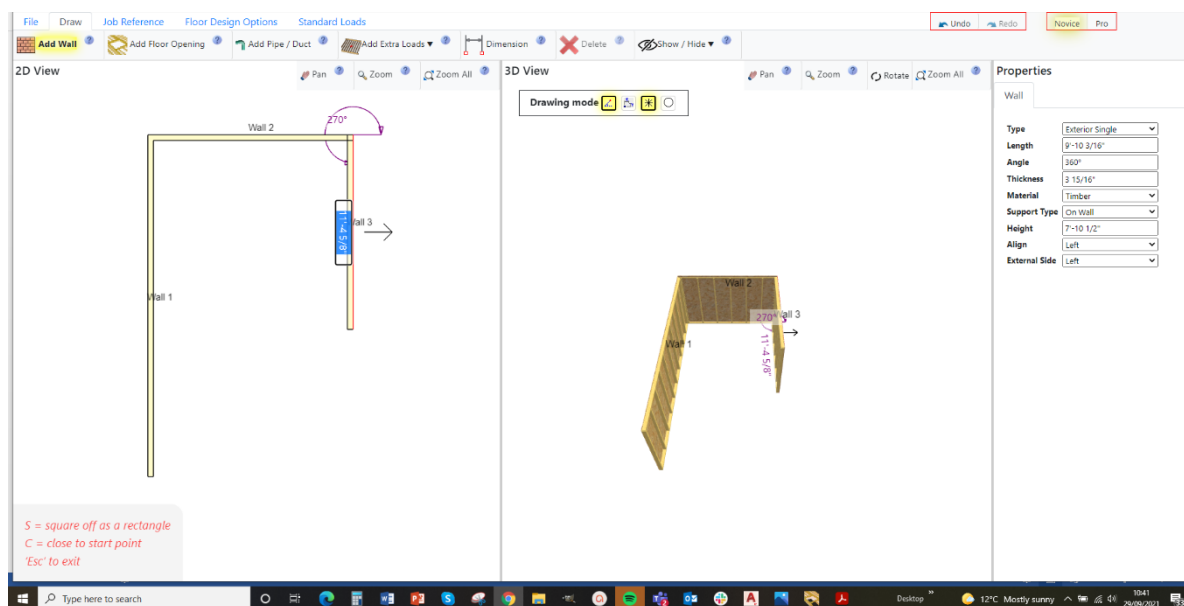 File Draw Job Reference Floor Design Options Standard Loads Undo Redo Novice Pro
Add Wall ? Add Floor Opening ? Add Pipe / Duct ? Add Extra Loads ▾ ? Dimension ? Delete ? Show / Hide ▾ ?
2D View Pan ? Zoom ? Zoom All ?
270°
Wall 2
Wall 3
11'-4 5/8"
Wall 1
S = square off as a rectangle
C = close to start point
'Esc' to exit
3D View Pan ? Zoom ? Rotate Zoom All ?
Drawing mode
Wall 2
270° Wall 3
Wall 1
11'-4 5/8"
Properties
Wall
Type Exterior Single
Length 9'-10 3/16"
Angle 360°
Thickness 3 15/16"
Material Timber
Support Type On Wall
Height 7'-10 1/2"
Align Left
External Side Left
Type here to search Desktop 12°C Mostly sunny 10:41
29/09/2021